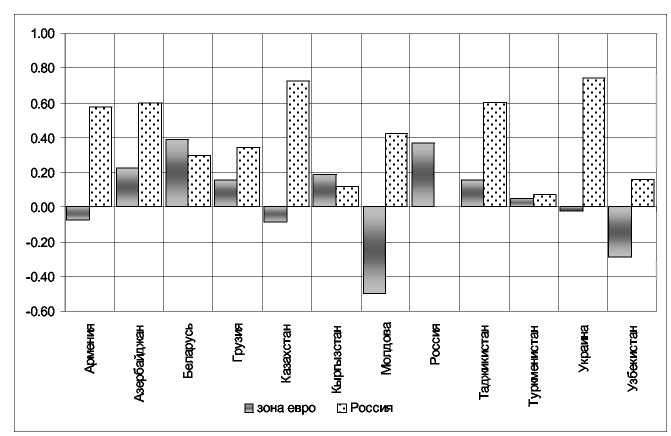 1.00
0.80
0.60
0.40
0.20
0.00
-0.20
-0.40
-0.60
Армения
Азербайджан
Беларусь
Грузия
Казахстан
Кыргызстан
Молдова
Россия
Таджикистан
Туркменистан
Украина
Узбекистан
зона евро
Россия